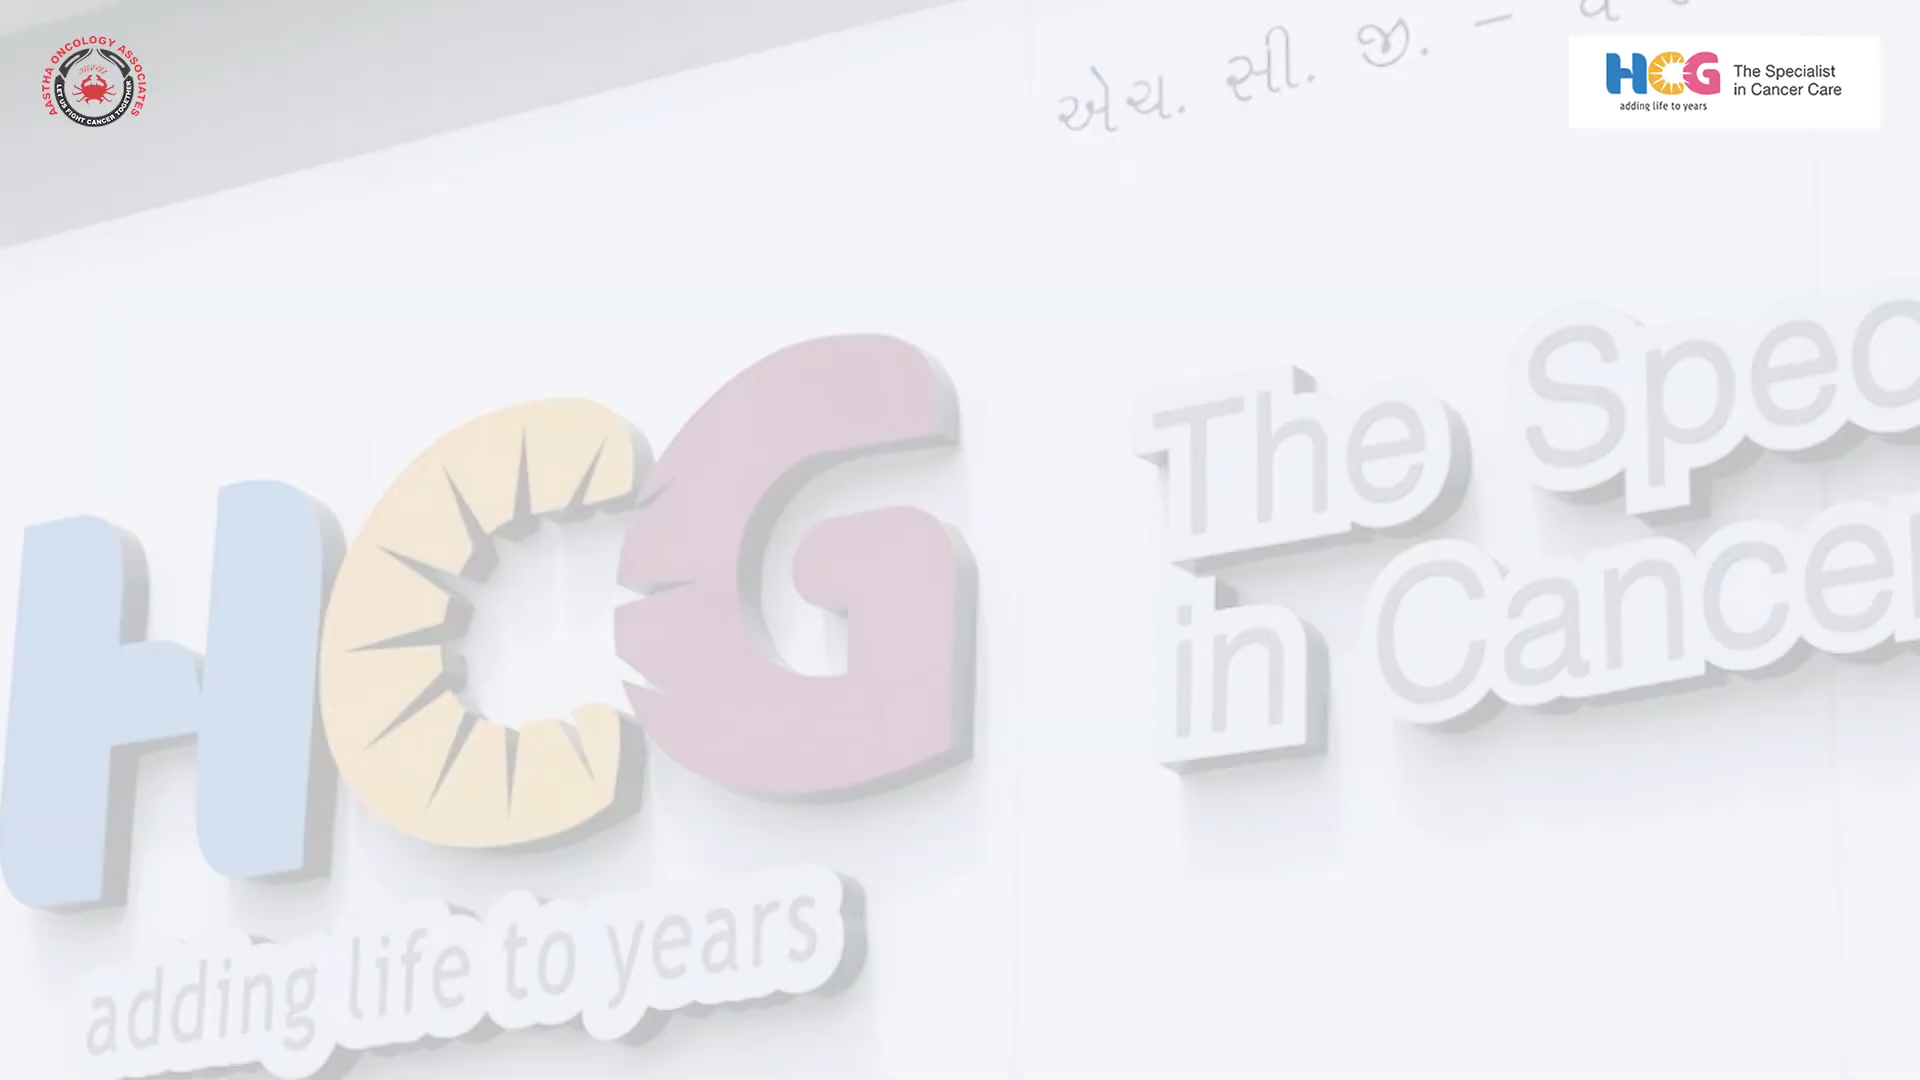 AASTHA ONCOLOGY ASSOCIATES
આસ્થા
LET US FIGHT CANCER TOGETHER
એચ. સી. જી. –
HCG
adding life to years
The Specialist
in Cancer Care
HCG
adding life to years
The Spec
in Cancer